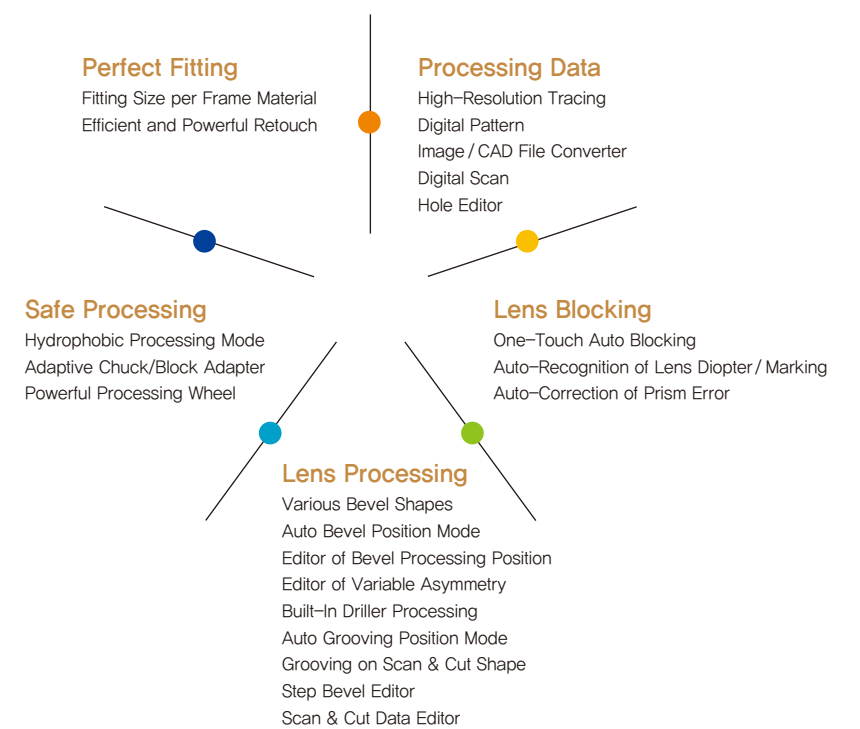 Perfect Fitting
Fitting Size per Frame Material
Efficient and Powerful Retouch
Processing Data
High-Resolution Tracing
Digital Pattern
Image / CAD File Converter
Digital Scan
Hole Editor
Safe Processing
Hydrophobic Processing Mode
Adaptive Chuck/Block Adapter
Powerful Processing Wheel
Lens Blocking
One-Touch Auto Blocking
Auto-Recognition of Lens Diopter / Marking
Auto-Correction of Prism Error
Lens Processing
Various Bevel Shapes
Auto Bevel Position Mode
Editor of Bevel Processing Position
Editor of Variable Asymmetry
Built-In Driller Processing
Auto Grooving Position Mode
Grooving on Scan & Cut Shape
Step Bevel Editor
Scan & Cut Data Editor